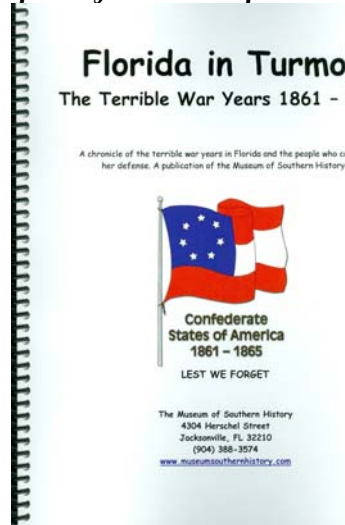 Florida in Turmo
The Terrible War Years 1861 –
A chronicle of the terrible war years in Florida and the people who c
her defense. A publication of the Museum of Southern History
Confederate
States of America
1861 – 1865
LEST WE FORGET
The Museum of Southern History
4304 Herschel Street
Jacksonville, FL 32210
(904) 388-3574
www.museumsouthernhistory.com